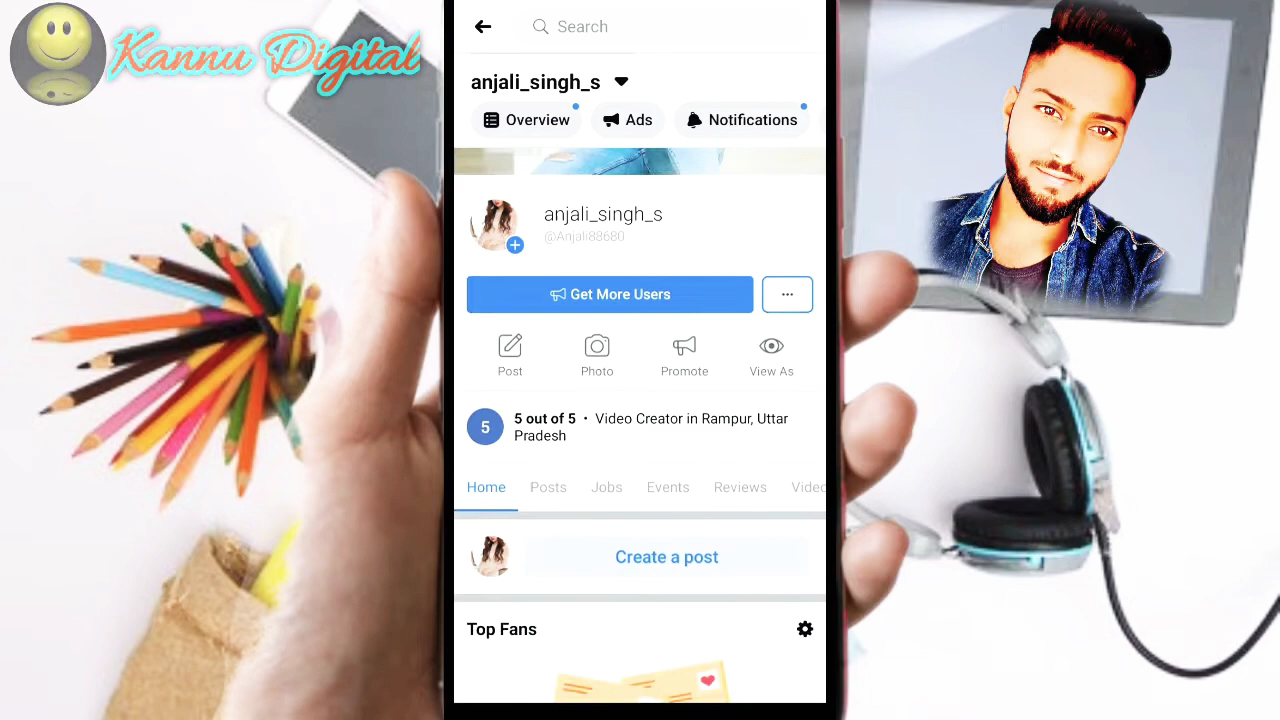 Kannu Digital
Search
anjali_singh_s
Overview
Ads
Notifications
anjali_singh_s
@Anjali88680
Get More Users
Post
Photo
Promote
View As
5
5 out of 5 · Video Creator in Rampur, Uttar
Pradesh
Home
Posts
Jobs
Events
Reviews
Video
Create a post
Top Fans